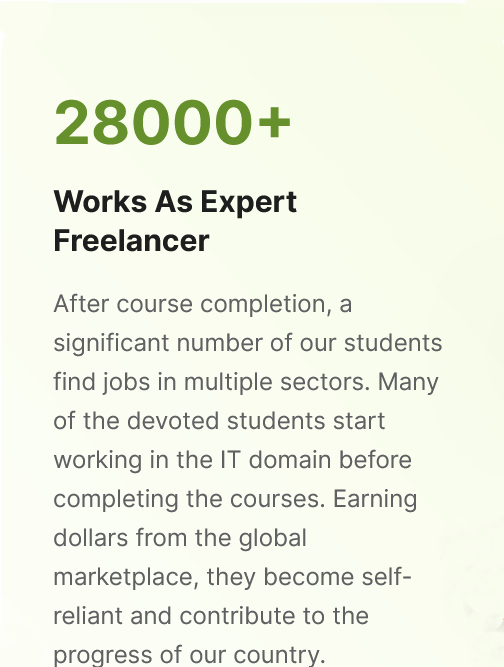 28000+
Works As Expert
Freelancer
After course completion, a
significant number of our students
find jobs in multiple sectors. Many
of the devoted students start
working in the IT domain before
completing the courses. Earning
dollars from the global
marketplace, they become self-
reliant and contribute to the
progress of our country.